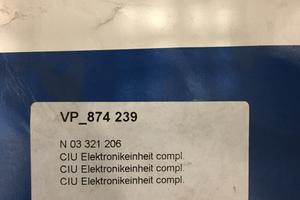 VP_874 239
N 03 321 206
CIU Elektronikeinheit compl.
CIU Elektronikeinheit compl.
CIU Elektronikeinheit compl.